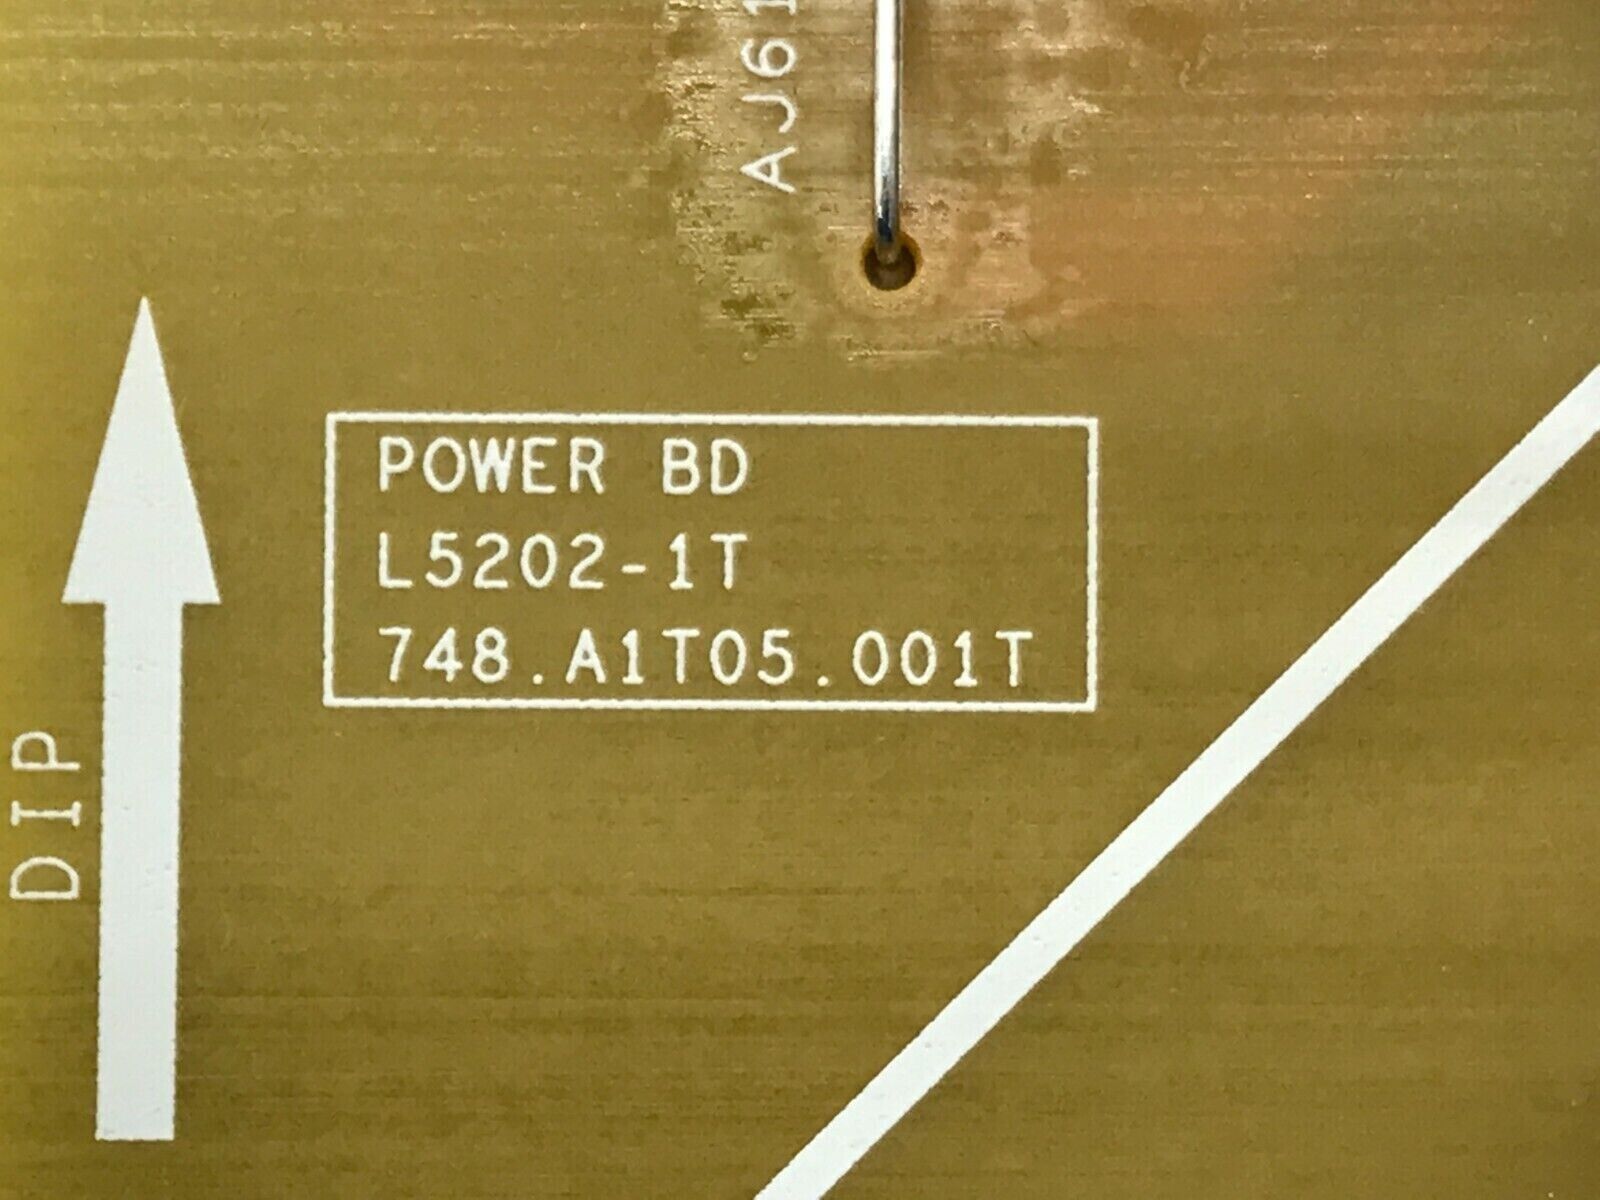 AJ61
POWER BD
L5202-1T
748.A1T05.001T
DIP